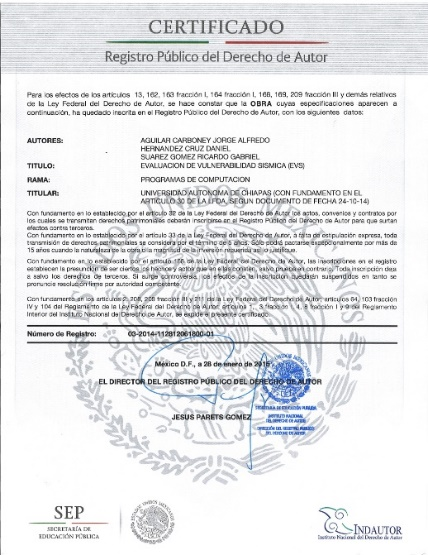 CERTIFICADO
Registro Público del Derecho de Autor
Para los efectos de los artículos 13, 162, 163 fracción I, 164 fracción I, 168, 169, 209 fracción III y demás relativos
de la Ley Federal del Derecho de Autor, se hace constar que la OBRA cuyas especificaciones aparecen a
continuación, ha quedado inscrita en el Registro Público del Derecho de Autor, con los siguientes datos:
AUTORES: AGUILAR CARBONEY JORGE ALFREDO
HERNANDEZ CRUZ DANIEL
SUAREZ GOMEZ RICARDO GABRIEL
TITULO: EVALUACION DE VULNERABILIDAD SISMICA (EVS)
RAMA: PROGRAMAS DE COMPUTACION
TITULAR: UNIVERSIDAD AUTONOMA DE CHIAPAS (CON FUNDAMENTO EN EL
ARTICULO 30 DE LA LFDA, SEGUN DOCUMENTO DE FECHA 24-10-14)
Con fundamento en lo establecido por el artículo 32 de la Ley Federal del Derecho de Autor los actos, convenios y contratos por
los cuales se transmitan derechos patrimoniales deberán inscribirse en el Registro Público del Derecho de Autor para que surtan
efectos contra terceros.
Con fundamento en lo establecido por el artículo 33 de la Ley Federal del Derecho de Autor, a falta de estipulación expresa, toda
transmisión de derechos patrimoniales se considera por el término de 5 años. Solo podrá pactarse excepcionalmente por más de
15 años cuando la naturaleza de la obra o la magnitud de la inversión requerida así lo justifique.
Con fundamento en lo establecido por el artículo 168 de la Ley Federal del Derecho de Autor, las inscripciones en el registro
establecen la presunción de ser ciertos los hechos y actos que en ellas consten, salvo prueba en contrario. Toda inscripción deja
a salvo los derechos de terceros. Si surge controversia, los efectos de la inscripción quedarán suspendidos en tanto se
pronuncie resolución firme por autoridad competente.
Con fundamento en los artículos 2, 208, 209 fracción III y 211 de la Ley Federal del Derecho de Autor, artículos 64, 103 fracción
IV y 104 del Reglamento de la Ley Federal del Derecho de Autor, artículos 1, 3 fracción I, 4, 8 fracción I y 9 del Reglamento
Interior del Instituto Nacional del Derecho de Autor, se expide el presente certificado.
Número de Registro: 03-2014-112812061800-01
México D.F., a 28 de enero de 2015
EL DIRECTOR DEL REGISTRO PÚBLICO DEL DERECHO DE AUTOR
JESUS PARETS GOMEZ
SECRETARIA DE EDUCACION PUBLICA
INSTITUTO NACIONAL
DEL DERECHO DE AUTOR
DIRECCION DEL REGISTRO PUBLICO
DEL DERECHO DE AUTOR
SEP
SECRETARÍA DE
EDUCACIÓN PÚBLICA
INDAUTOR
Instituto Nacional del Derecho de Autor